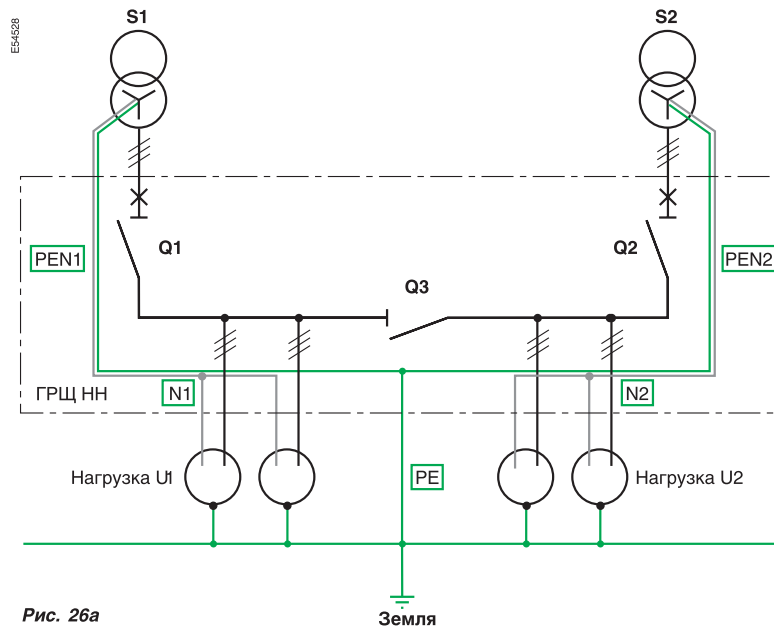 S1
S2
E54528
Q1
Q2
PEN1
PEN2
Q3
ГРЩ НН
N1
N2
Нагрузка U1
PE
Нагрузка U2
Рис. 26а
Земля